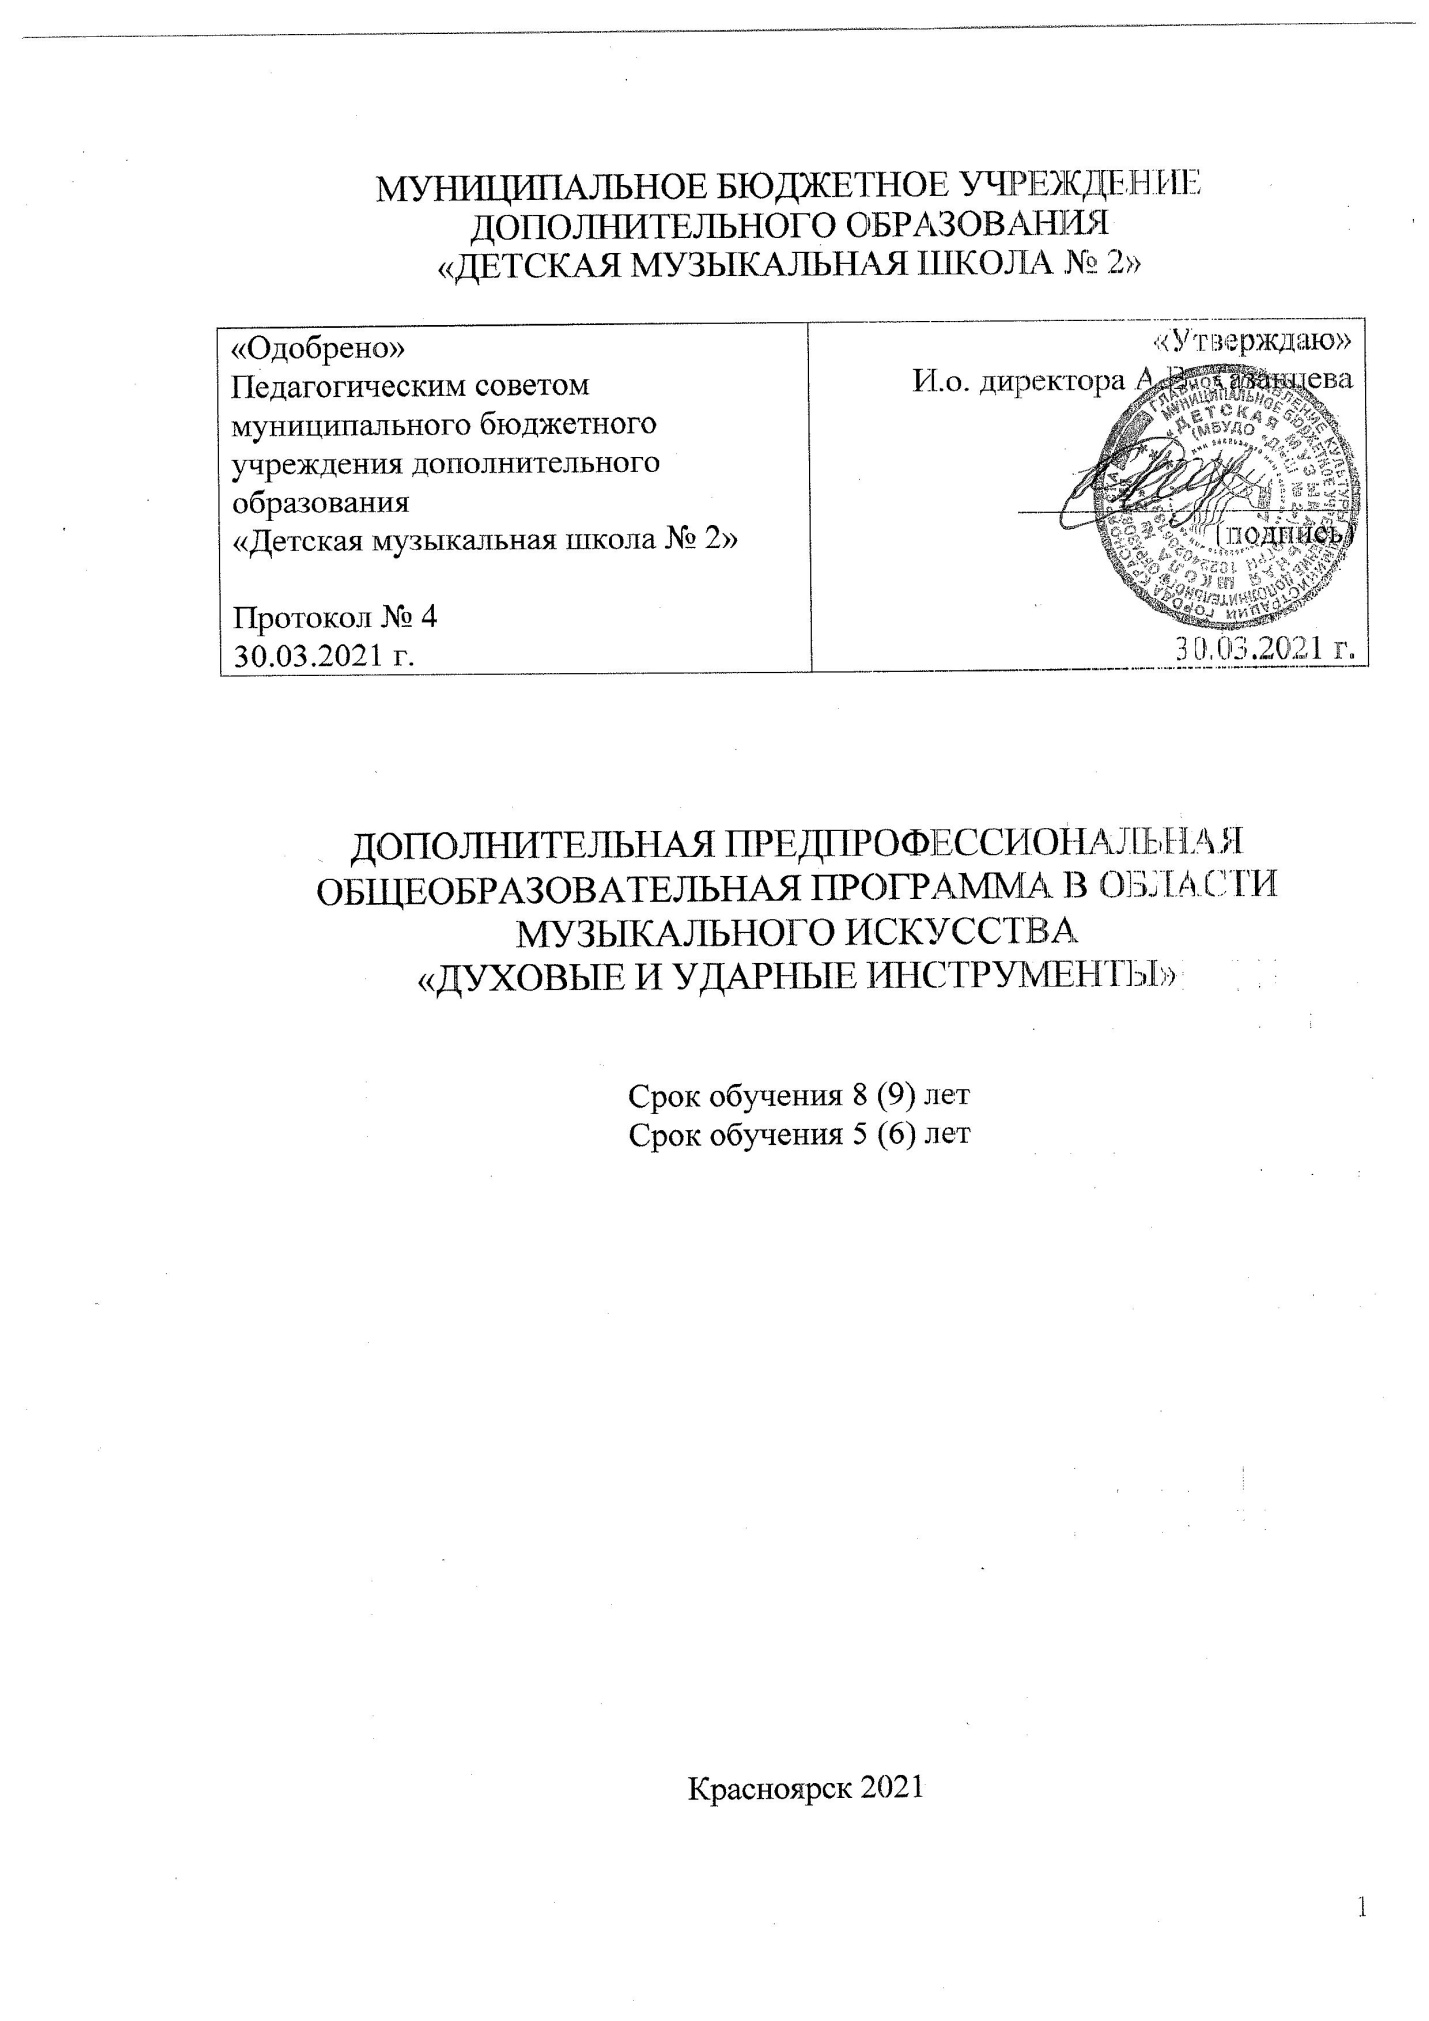 МУНИЦИПАЛЬНОЕ БЮДЖЕТНОЕ УЧРЕЖДЕНИЕ
ДОПОЛНИТЕЛЬНОГО ОБРАЗОВАНИЯ
«ДЕТСКАЯ МУЗЫКАЛЬНАЯ ШКОЛА № 2»
«Одобрено»
Педагогическим советом
муниципального бюджетного
учреждения дополнительного
образования
«Детская музыкальная школа № 2»
Протокол № 4
30.03.2021 г.
«Утверждаю»
И.о. директора
(подпись)
30.03.2021 г.
ДОПОЛНИТЕЛЬНАЯ ПРЕДПРОФЕССИОНАЛЬНАЯ
ОБЩЕОБРАЗОВАТЕЛЬНАЯ ПРОГРАММА В ОБЛАСТИ
МУЗЫКАЛЬНОГО ИСКУССТВА
«ДУХОВЫЕ И УДАРНЫЕ ИНСТРУМЕНТЫ»
Срок обучения 8 (9) лет
Срок обучения 5 (6) лет
Красноярск 2021
1